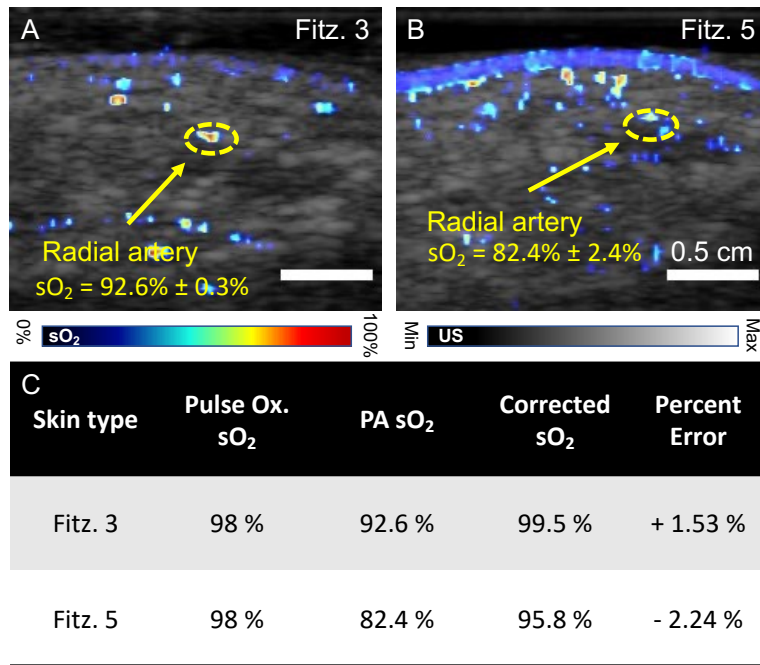 A
Fitz. 3
Radial artery
sO₂ = 92.6% ± 0.3%
B
Fitz. 5
Radial artery
sO₂ = 82.4% ± 2.4%
0.5 cm
0%
sO₂
100%
Min
US
Max
C
Skin type
Pulse Ox.
sO₂
PA sO₂
Corrected
sO₂
Percent
Error
Fitz. 3
98 %
92.6 %
99.5 %
+ 1.53 %
Fitz. 5
98 %
82.4 %
95.8 %
- 2.24 %